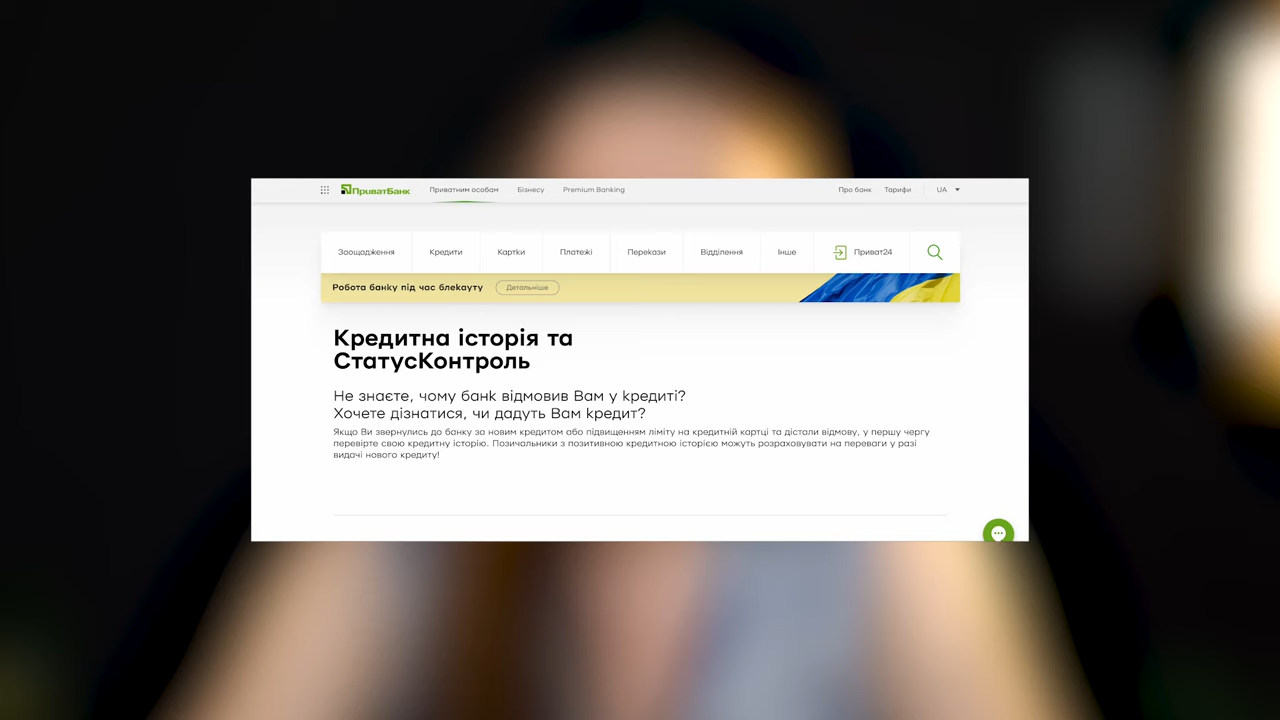 ПриватБанк Приватним особам Бізнесу Premium Banking Про банк Тарифи UA
Заощадження Кредити Картки Платежі Перекази Відділення Інше Приват24
Робота банку під час блекауту Детальніше
Кредитна історія та
СтатусКонтроль
Не знаєте, чому банк відмовив Вам у кредиті?
Хочете дізнатися, чи дадуть Вам кредит?
Якщо Ви звернулись до банку за новим кредитом або підвищенням ліміту на кредитній картці та дістали відмову, у першу чергу
перевірте свою кредитну історію. Позичальники з позитивною кредитною історією можуть розраховувати на переваги у разі
видачі нового кредиту!